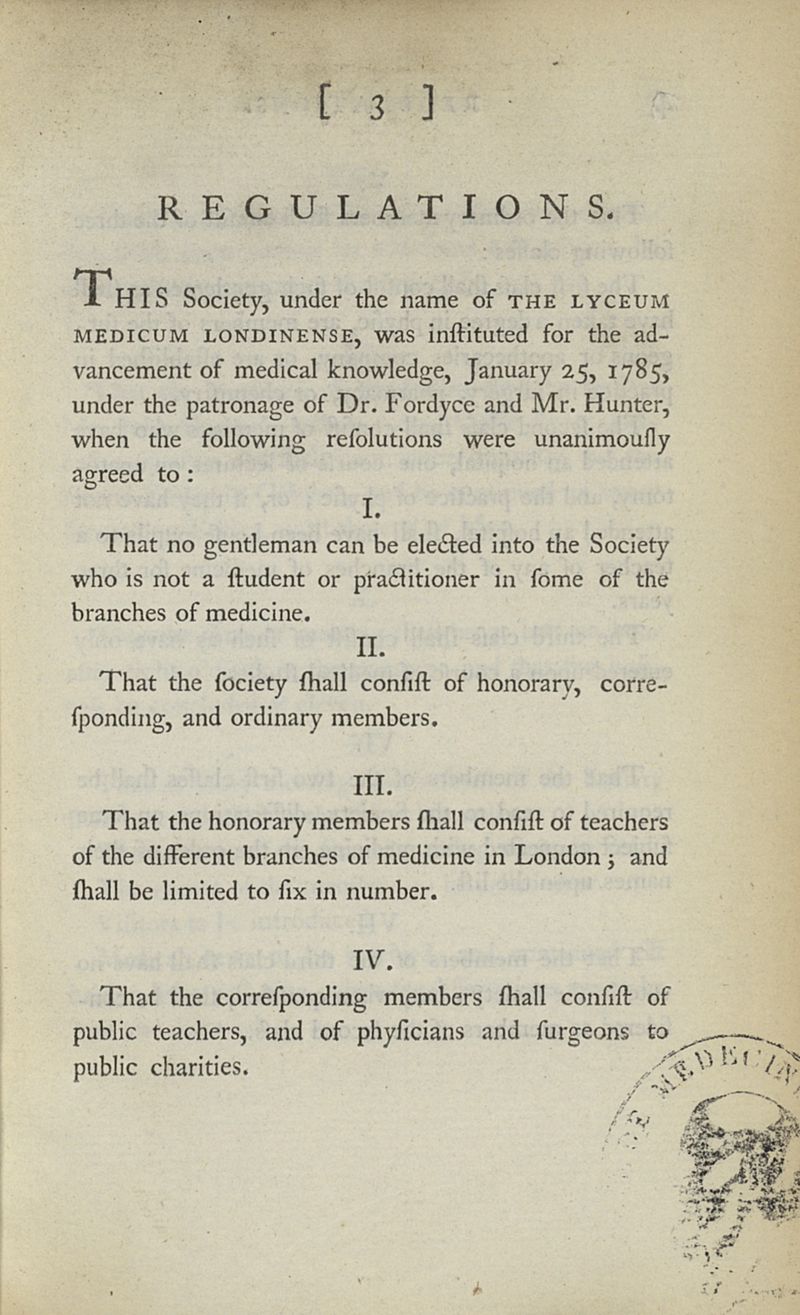 [ 3 ]
REGULATIONS.
THIS Society, under the name of THE LYCEUM
MEDICUM LONDINENSE, was inſtituted for the ad-
vancement of medical knowledge, January 25, 1785,
under the patronage of Dr. Fordyce and Mr. Hunter,
when the following reſolutions were unanimouſly
agreed to :
I.
That no gentleman can be elected into the Society
who is not a ſtudent or practitioner in ſome of the
branches of medicine.
II.
That the ſociety ſhall conſiſt of honorary, corre-
ſponding, and ordinary members.
III.
That the honorary members ſhall conſiſt of teachers
of the different branches of medicine in London ; and
ſhall be limited to ſix in number.
IV.
That the correſponding members ſhall conſiſt of
public teachers, and of phyſicians and ſurgeons to
public charities.